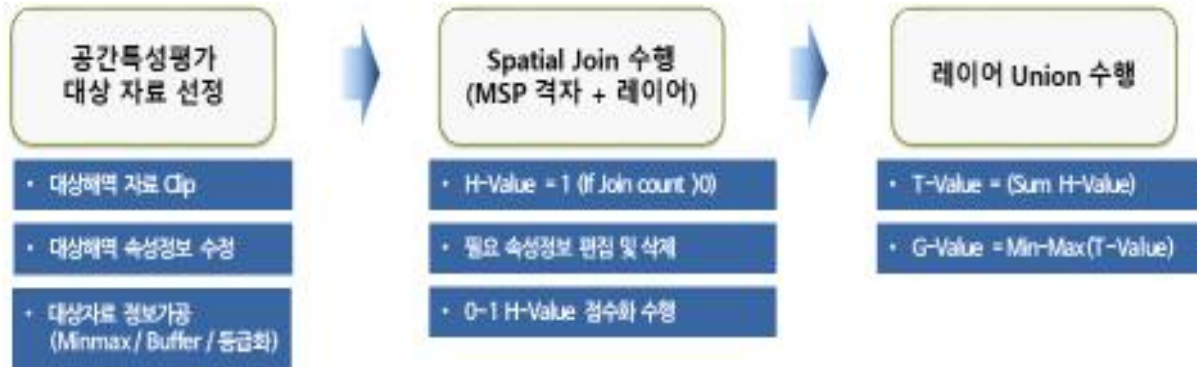 공간특성평가
대상 자료 선정
• 대상해역 자료 Clip
• 대상해역 속성정보 수정
• 대상자료 정보가공
(Minmax / Buffer / 등급화)
Spatial Join 수행
(MSP 격자 + 레이어)
• H-Value = 1 (If Join count )0)
• 필요 속성정보 편집 및 삭제
• 0~1 H-Value 점수화 수행
레이어 Union 수행
• T-Value = (Sum H-Value)
• G-Value = Min-Max(T-Value)